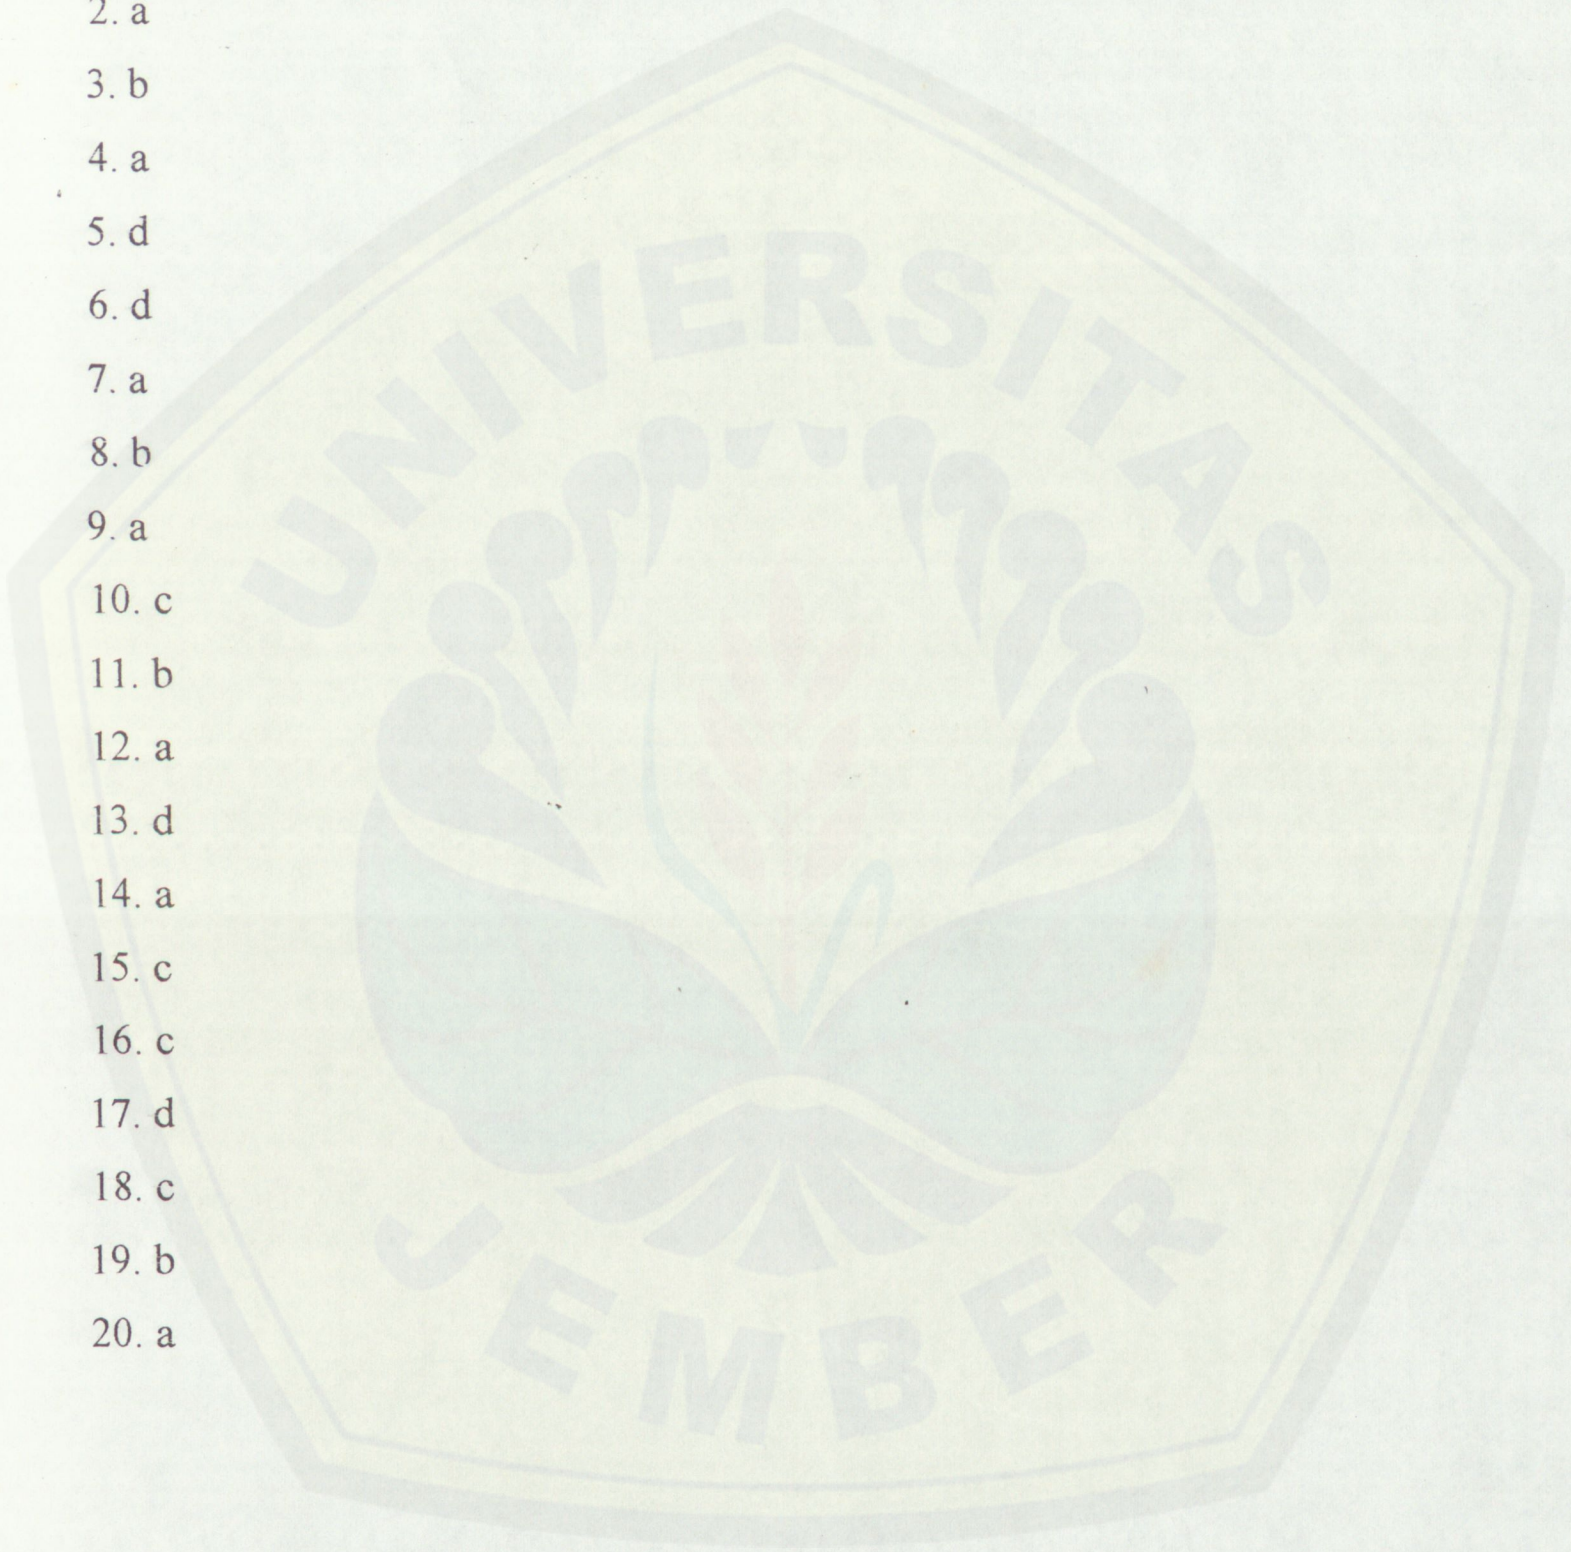 2. a
3. b
4. a
5. d
6. d
7. a
8. b
9. a
10. c
11. b
12. a
13. d
14. a
15. c
16. c
17. d
18. c
19. b
20. a
UNIVERSITAS
JEMBER